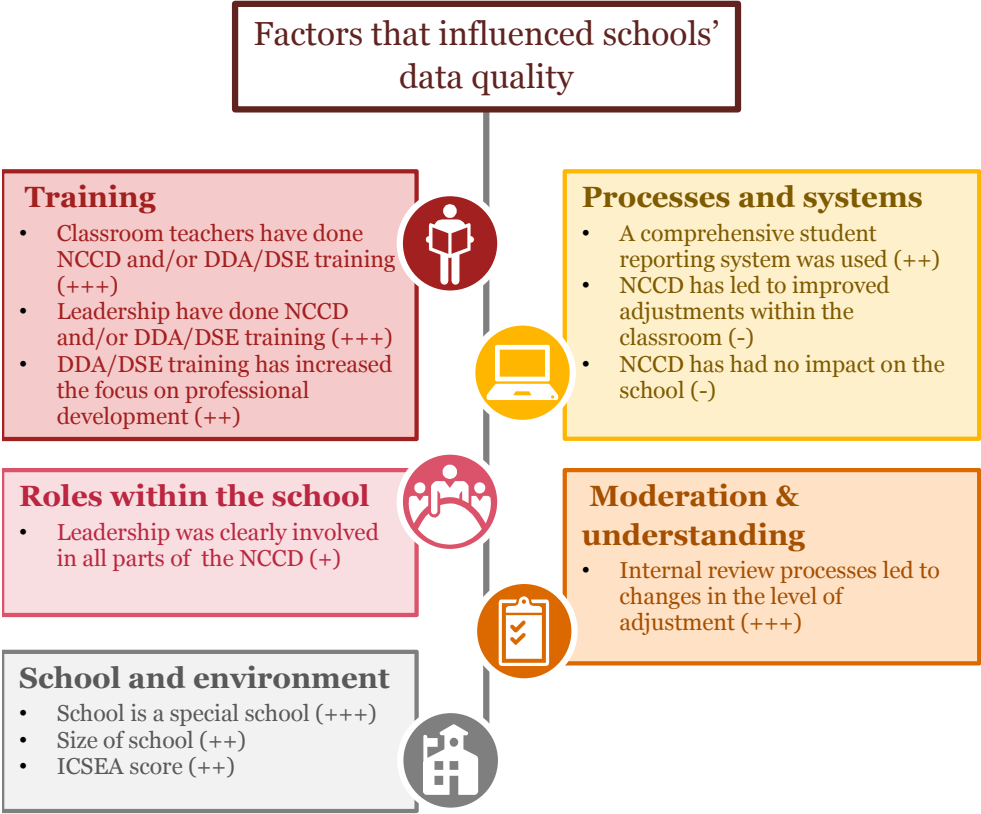 Factors that influenced schools’
data quality
Training
• Classroom teachers have done
NCCD and/or DDA/DSE training
(+++)
• Leadership have done NCCD
and/or DDA/DSE training (+++)
• DDA/DSE training has increased
the focus on professional
development (++)
Processes and systems
• A comprehensive student
reporting system was used (++)
• NCCD has led to improved
adjustments within the
classroom (-)
• NCCD has had no impact on the
school (-)
Roles within the school
• Leadership was clearly involved
in all parts of the NCCD (+)
Moderation &
understanding
• Internal review processes led to
changes in the level of
adjustment (+++)
School and environment
• School is a special school (+++)
• Size of school (++)
• ICSEA score (++)